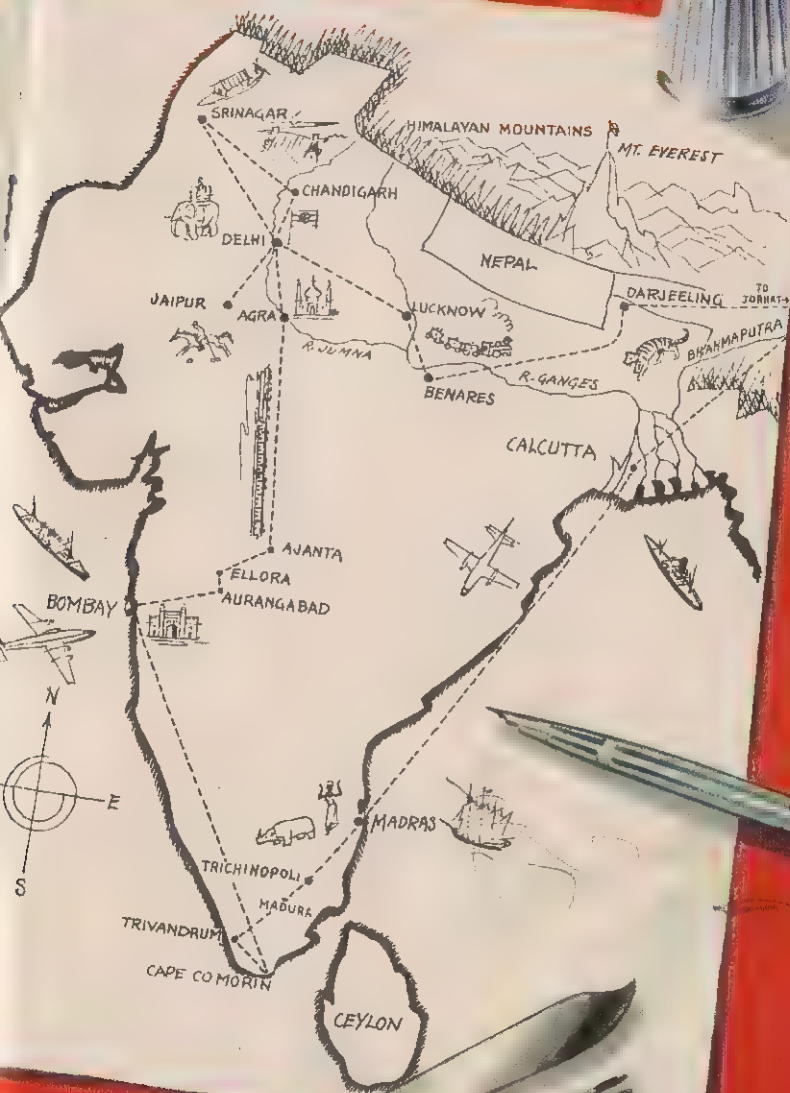 SRINAGAR
HIMALAYAN MOUNTAINS
MT. EVEREST
CHANDIGARH
DELHI
NEPAL
JAIPUR
AGRA
LUCKNOW
DARJEELING
TO
JORHAT
BRAHMAPUTRA
R. JUMNA
BENARES
R. GANGES
CALCUTTA
AJANTA
ELLORA
AURANGABAD
BOMBAY
N
E
S
MADRAS
TRICHINOPOLI
MADURA
TRIVANDRUM
CAPE COMORIN
CEYLON